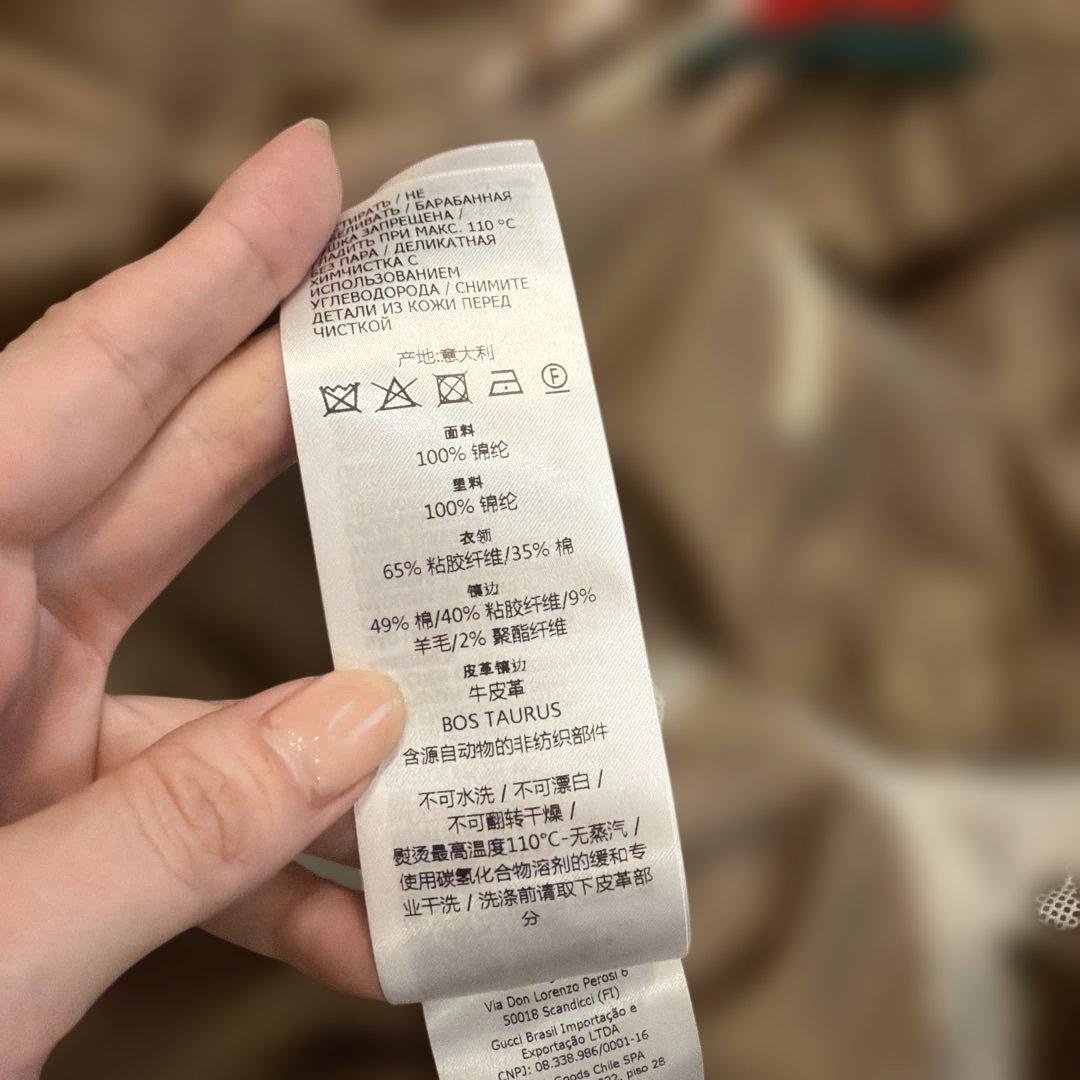 / НЕ
/ БАРАБАННАЯ
ЗАПРЕЩЕНА /
ПРИ МАКС. 110 °C
БЕЗ ПАРА / ДЕЛИКАТНАЯ
ХИМЧИСТКА С
ИСПОЛЬЗОВАНИЕМ
УГЛЕВОДОРОДА / СНИМИТЕ
ДЕТАЛИ ИЗ КОЖИ ПЕРЕД
ЧИСТКОЙ
产地:意大利
F
面料
100% 锦纶
里料
100% 锦纶
衣领
65% 粘胶纤维/35% 棉
镶边
49% 棉/40% 粘胶纤维/9%
羊毛/2% 聚酯纤维
皮革镶边
牛皮革
BOS TAURUS
含源自动物的非纺织部件
不可水洗 / 不可漂白 /
不可翻转干燥 /
熨烫最高温度110°C-无蒸汽 /
使用碳氢化合物溶剂的缓和专
业干洗 / 洗涤前请取下皮革部
分
Via Don Lorenzo Perosi 6
50018 Scandicci (FI)
Gucci Brasil Importação e
Exportação LTDA
CNPJ: 08.338.986/0001-16
Goods Chile SPA
piso 28